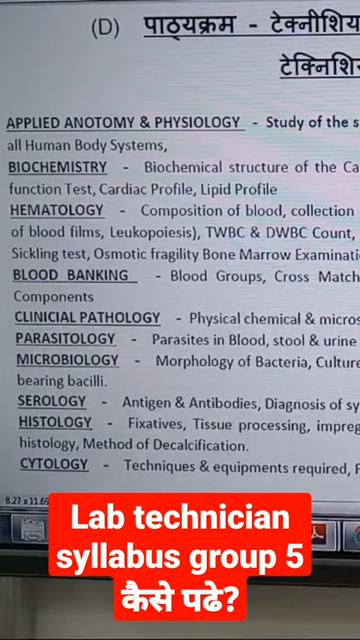 (D) पाठ्यक्रम - टेक्नीशिय
टेक्निशि
APPLIED ANOTOMY & PHYSIOLOGY - Study of the s
all Human Body Systems,
BIOCHEMISTRY - Biochemical structure of the Ca
function Test, Cardiac Profile, Lipid Profile
HEMATOLOGY - Composition of blood, collection
of blood films, Leukopoiesis), TWBC & DWBC Count,
Sickling test, Osmotic fragility Bone Marrow Examinati
BLOOD BANKING - Blood Groups, Cross Match
Components
CLINICIAL PATHOLOGY - Physical chemical & micros
PARASITOLOGY - Parasites in Blood, stool & urine
MICROBIOLOGY - Morphology of Bacteria, Culture
bearing bacilli.
SEROLOGY - Antigen & Antibodies, Diagnosis of sy
HISTOLOGY - Fixatives, Tissue processing, impreg
histology, Method of Decalcification.
CYTOLOGY - Techniques & equipments required, F
8.27 x 11.69
Lab technician
syllabus group 5
कैसे पढे?